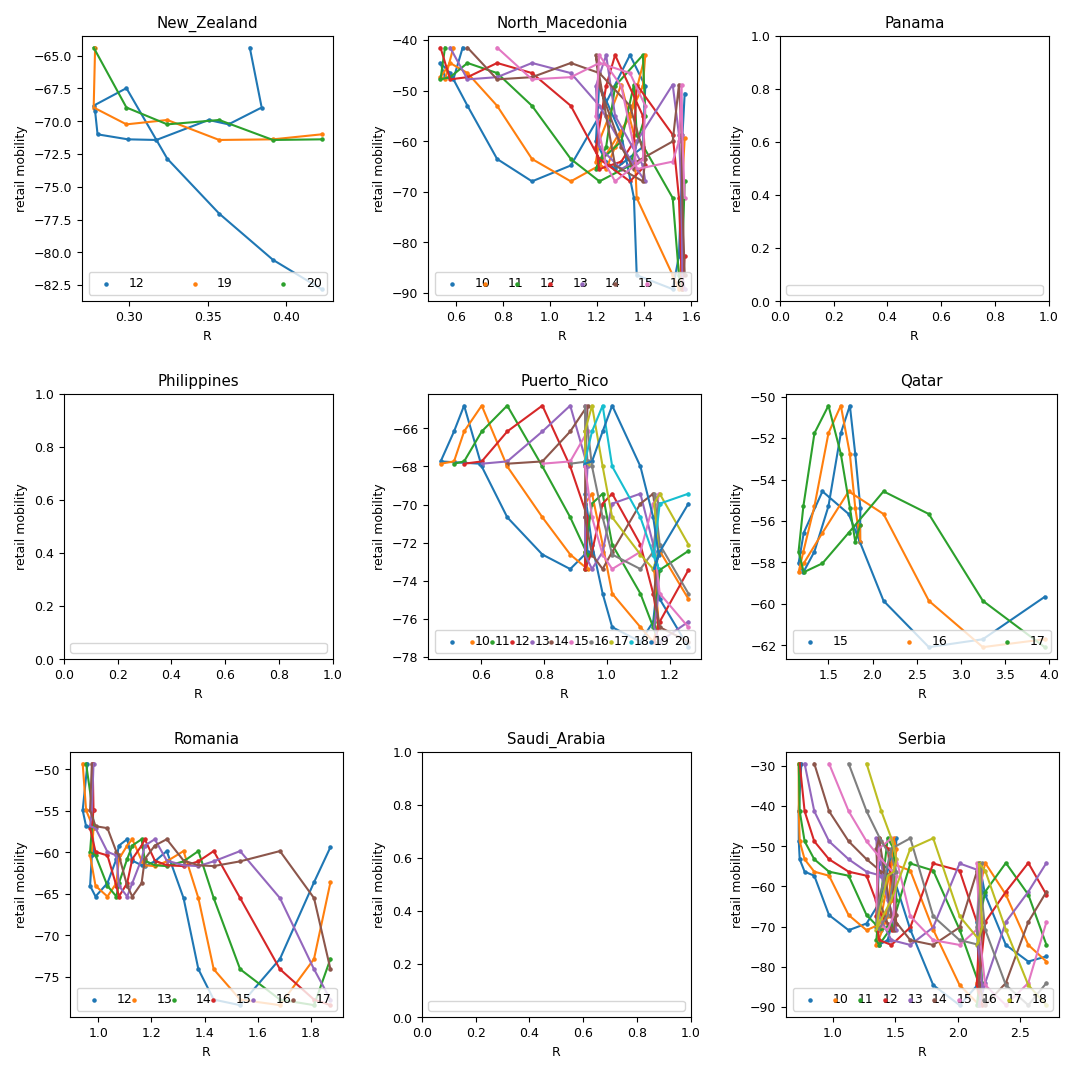 New_Zealand
−65.0
−67.5
−70.0
−72.5
−75.0
−77.5
−80.0
−82.5
retail mobility
12 19 20
0.30 0.35 0.40
R
North_Macedonia
−40
−50
−60
−70
−80
−90
retail mobility
10 11 12 13 14 15 16
0.6 0.8 1.0 1.2 1.4 1.6
R
Panama
1.0
0.8
0.6
0.4
0.2
0.0
retail mobility
0.0 0.2 0.4 0.6 0.8 1.0
R
Philippines
1.0
0.8
0.6
0.4
0.2
0.0
retail mobility
0.0 0.2 0.4 0.6 0.8 1.0
R
Puerto_Rico
−66
−68
−70
−72
−74
−76
−78
retail mobility
10 11 12 13 14 15 16 17 18 19 20
0.6 0.8 1.0 1.2
R
Qatar
−50
−52
−54
−56
−58
−60
−62
retail mobility
15 16 17
1.5 2.0 2.5 3.0 3.5 4.0
R
Romania
−50
−55
−60
−65
−70
−75
retail mobility
12 13 14 15 16 17
1.0 1.2 1.4 1.6 1.8
R
Saudi_Arabia
1.0
0.8
0.6
0.4
0.2
0.0
retail mobility
0.0 0.2 0.4 0.6 0.8 1.0
R
Serbia
−30
−40
−50
−60
−70
−80
−90
retail mobility
10 11 12 13 14 15 16 17 18
1.0 1.5 2.0 2.5
R